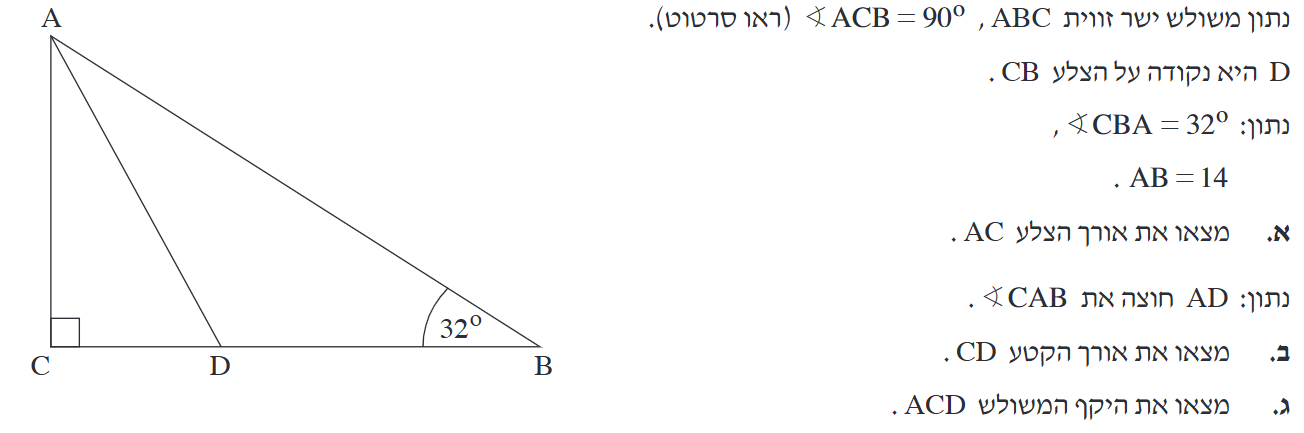 נתון משולש ישר זווית ABC , ∢ACB = 90° (ראו סרטוט).
D היא נקודה על הצלע CB .
נתון: ∢CBA = 32° ,
AB = 14 .
א. מצאו את אורך הצלע AC .
נתון: AD חוצה את ∢CAB .
ב. מצאו את אורך הקטע CD .
ג. מצאו את היקף המשולש ACD .
A
32°
C
D
B